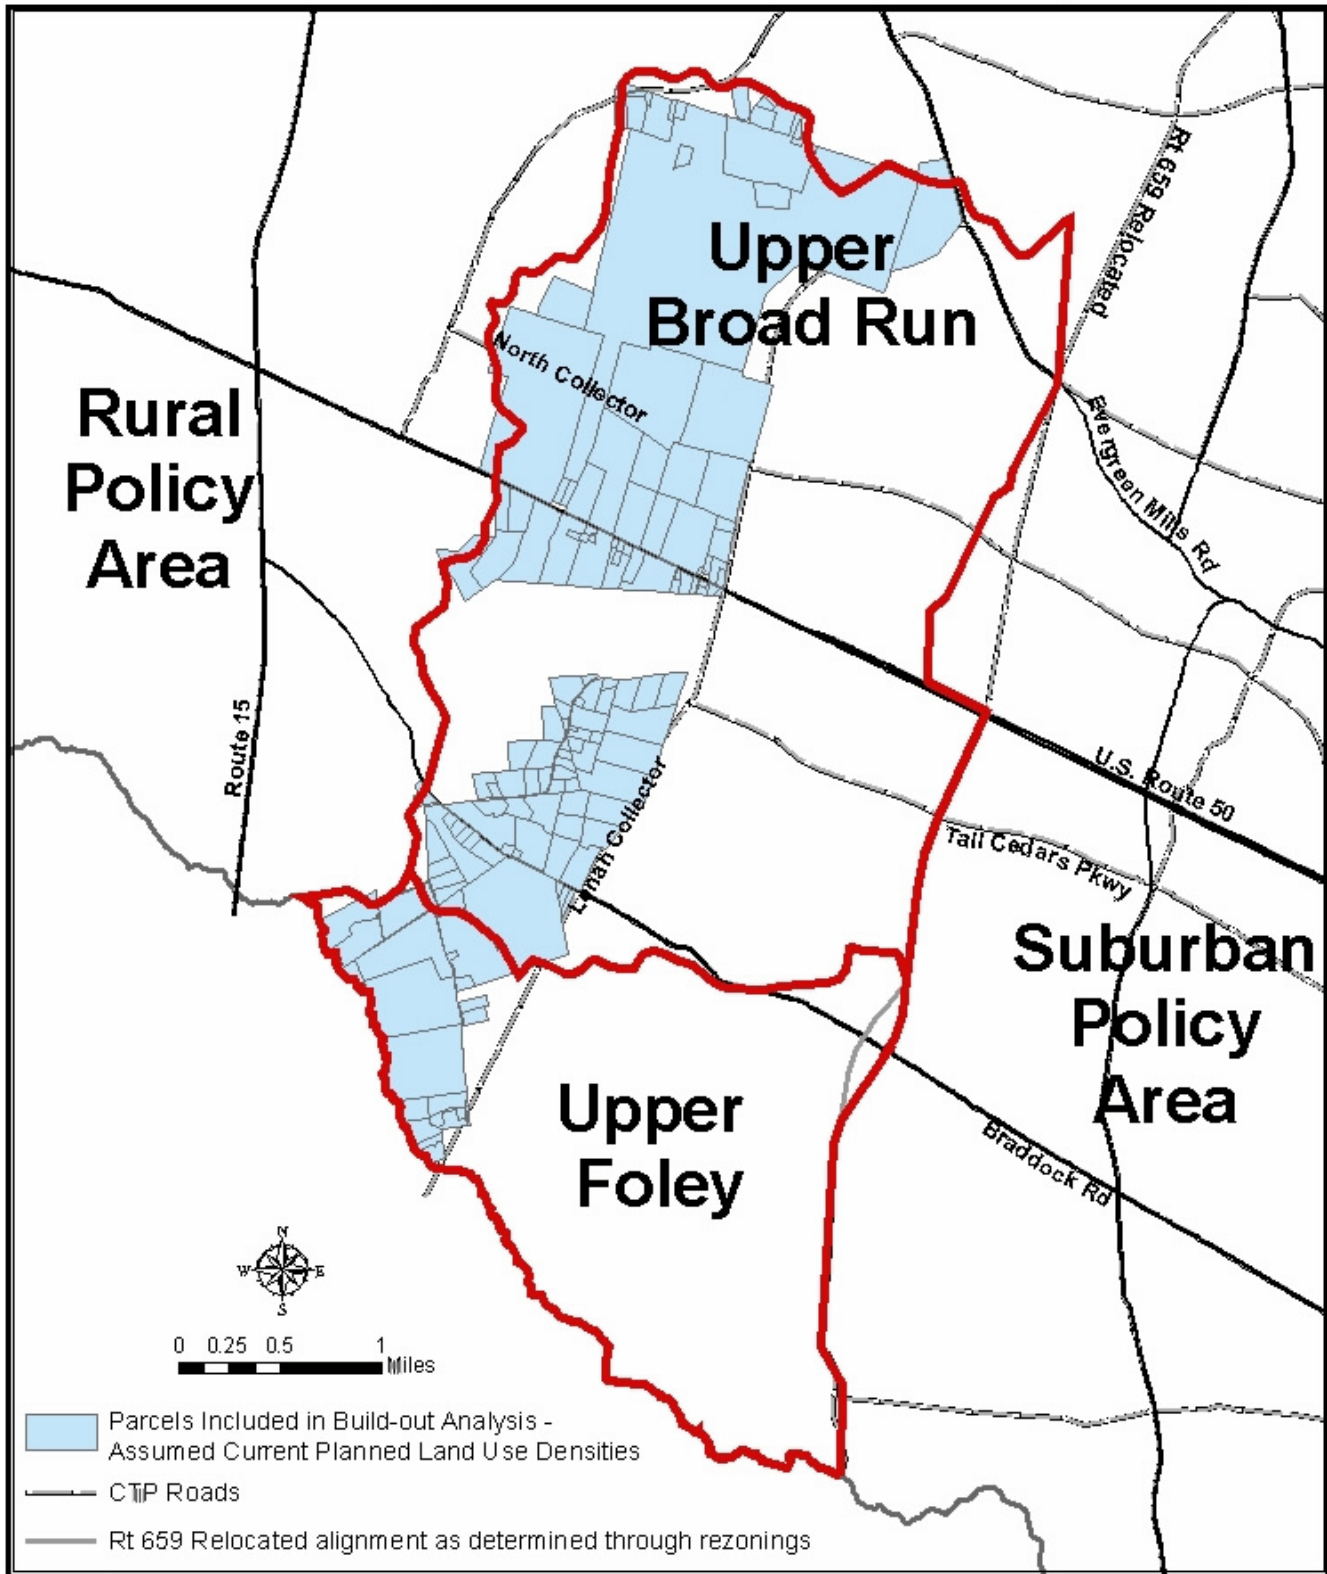 Rt 659 Relocated
Upper
Broad Run
North Collector
Rural
Policy
Area
Evergreen Mills Rd
Route 15
U.S. Route 50
Lenah Collector
Tall Cedars Pkwy
Suburban
Policy
Area
Upper
Foley
Braddock Rd
N
W E
S
0 0.25 0.5 1
Miles
Parcels Included in Build-out Analysis -
Assumed Current Planned Land Use Densities
CTP Roads
Rt 659 Relocated alignment as determined through rezonings